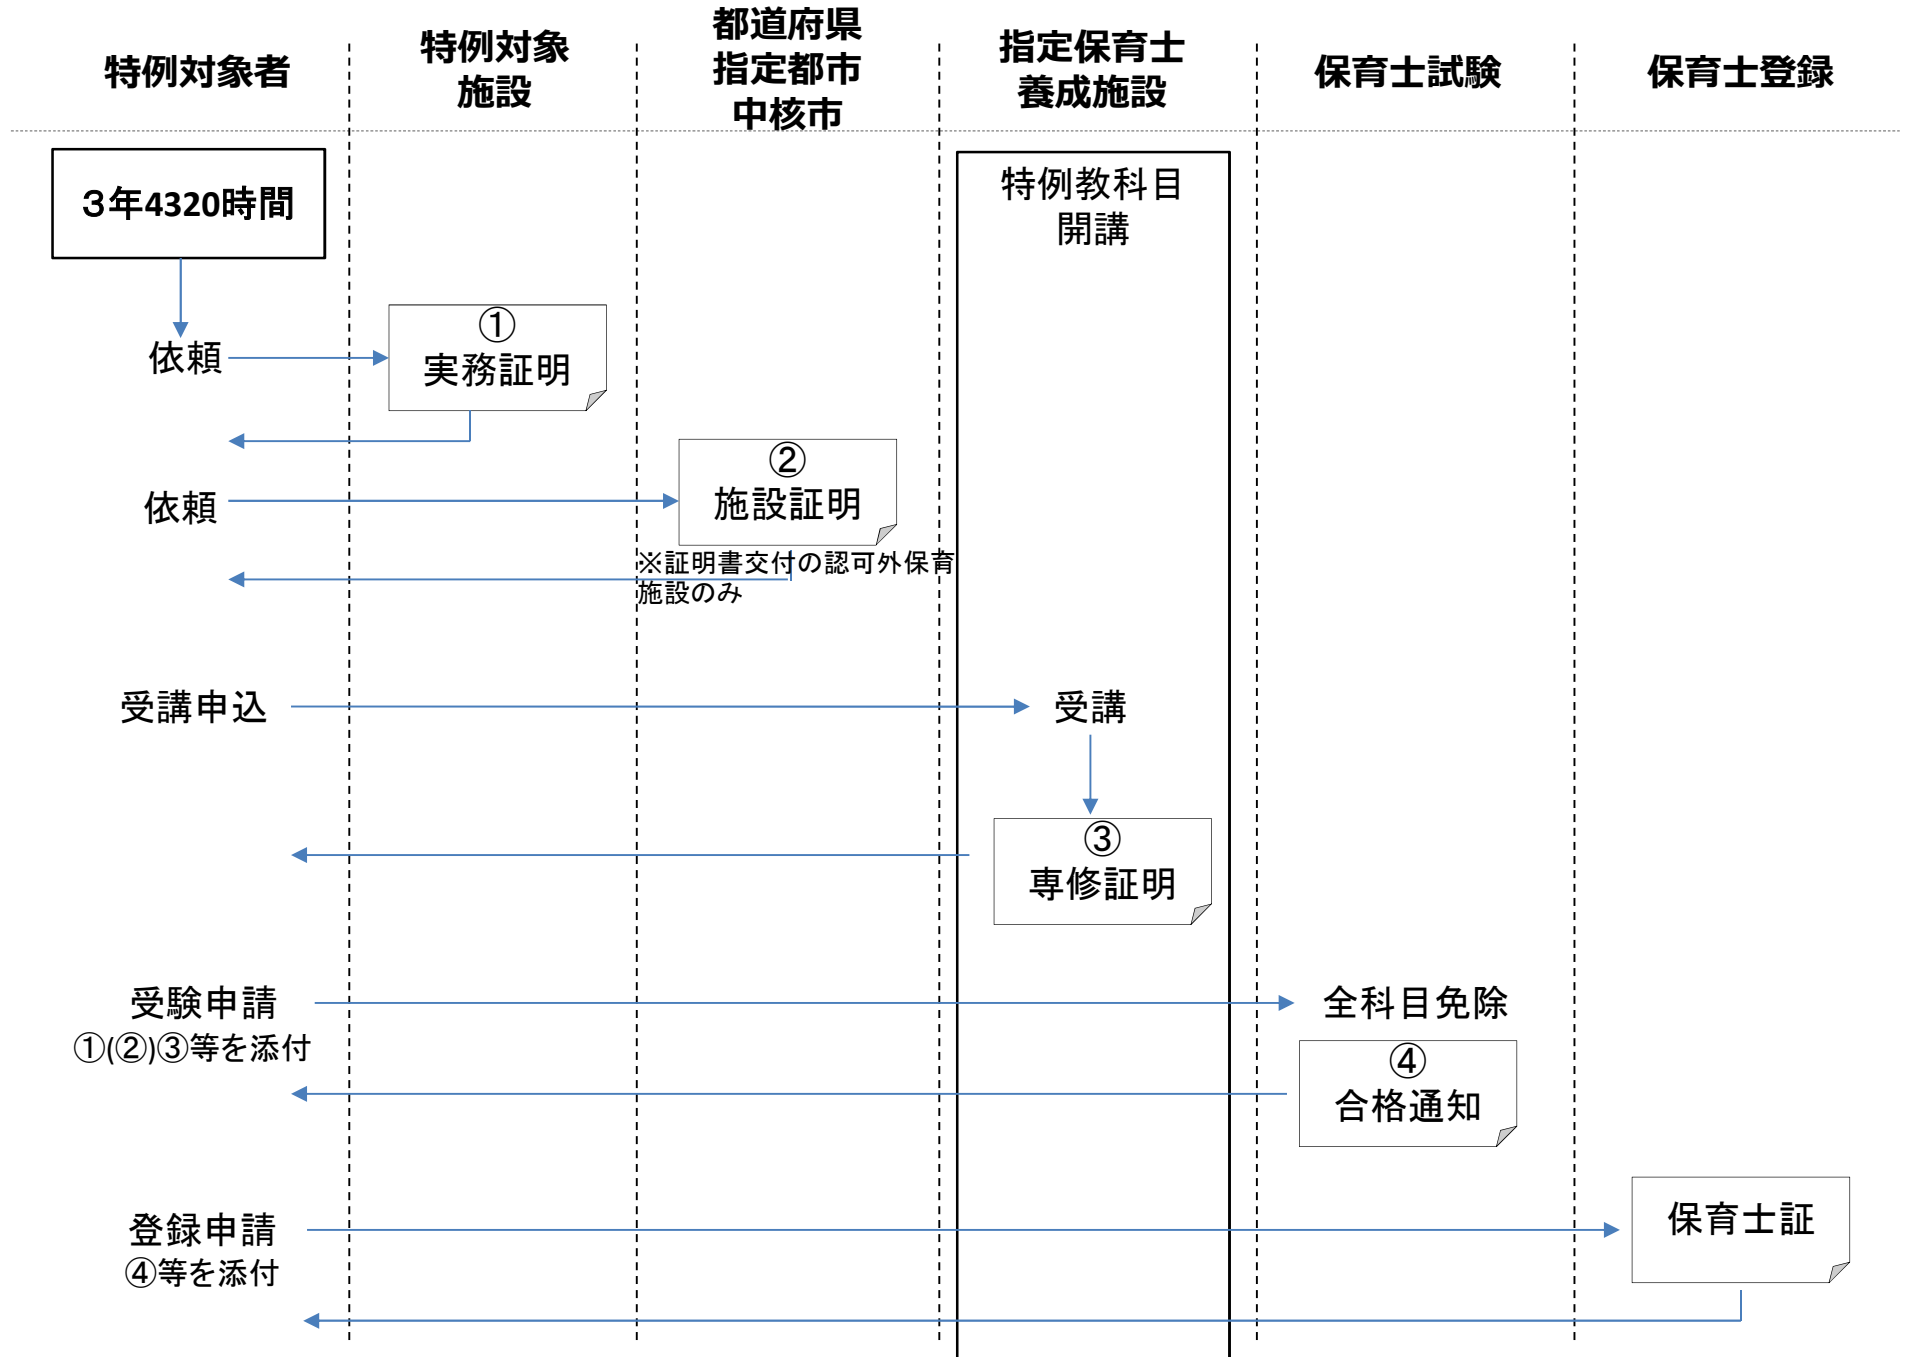 特例対象者
特例対象
施設
都道府県
指定都市
中核市
指定保育士
養成施設
保育士試験
保育士登録
３年4320時間
特例教科目
開講
依頼
①
実務証明
依頼
②
施設証明
※証明書交付の認可外保育
施設のみ
受講申込
受講
③
専修証明
受験申請
①(②)③等を添付
全科目免除
④
合格通知
登録申請
④等を添付
保育士証